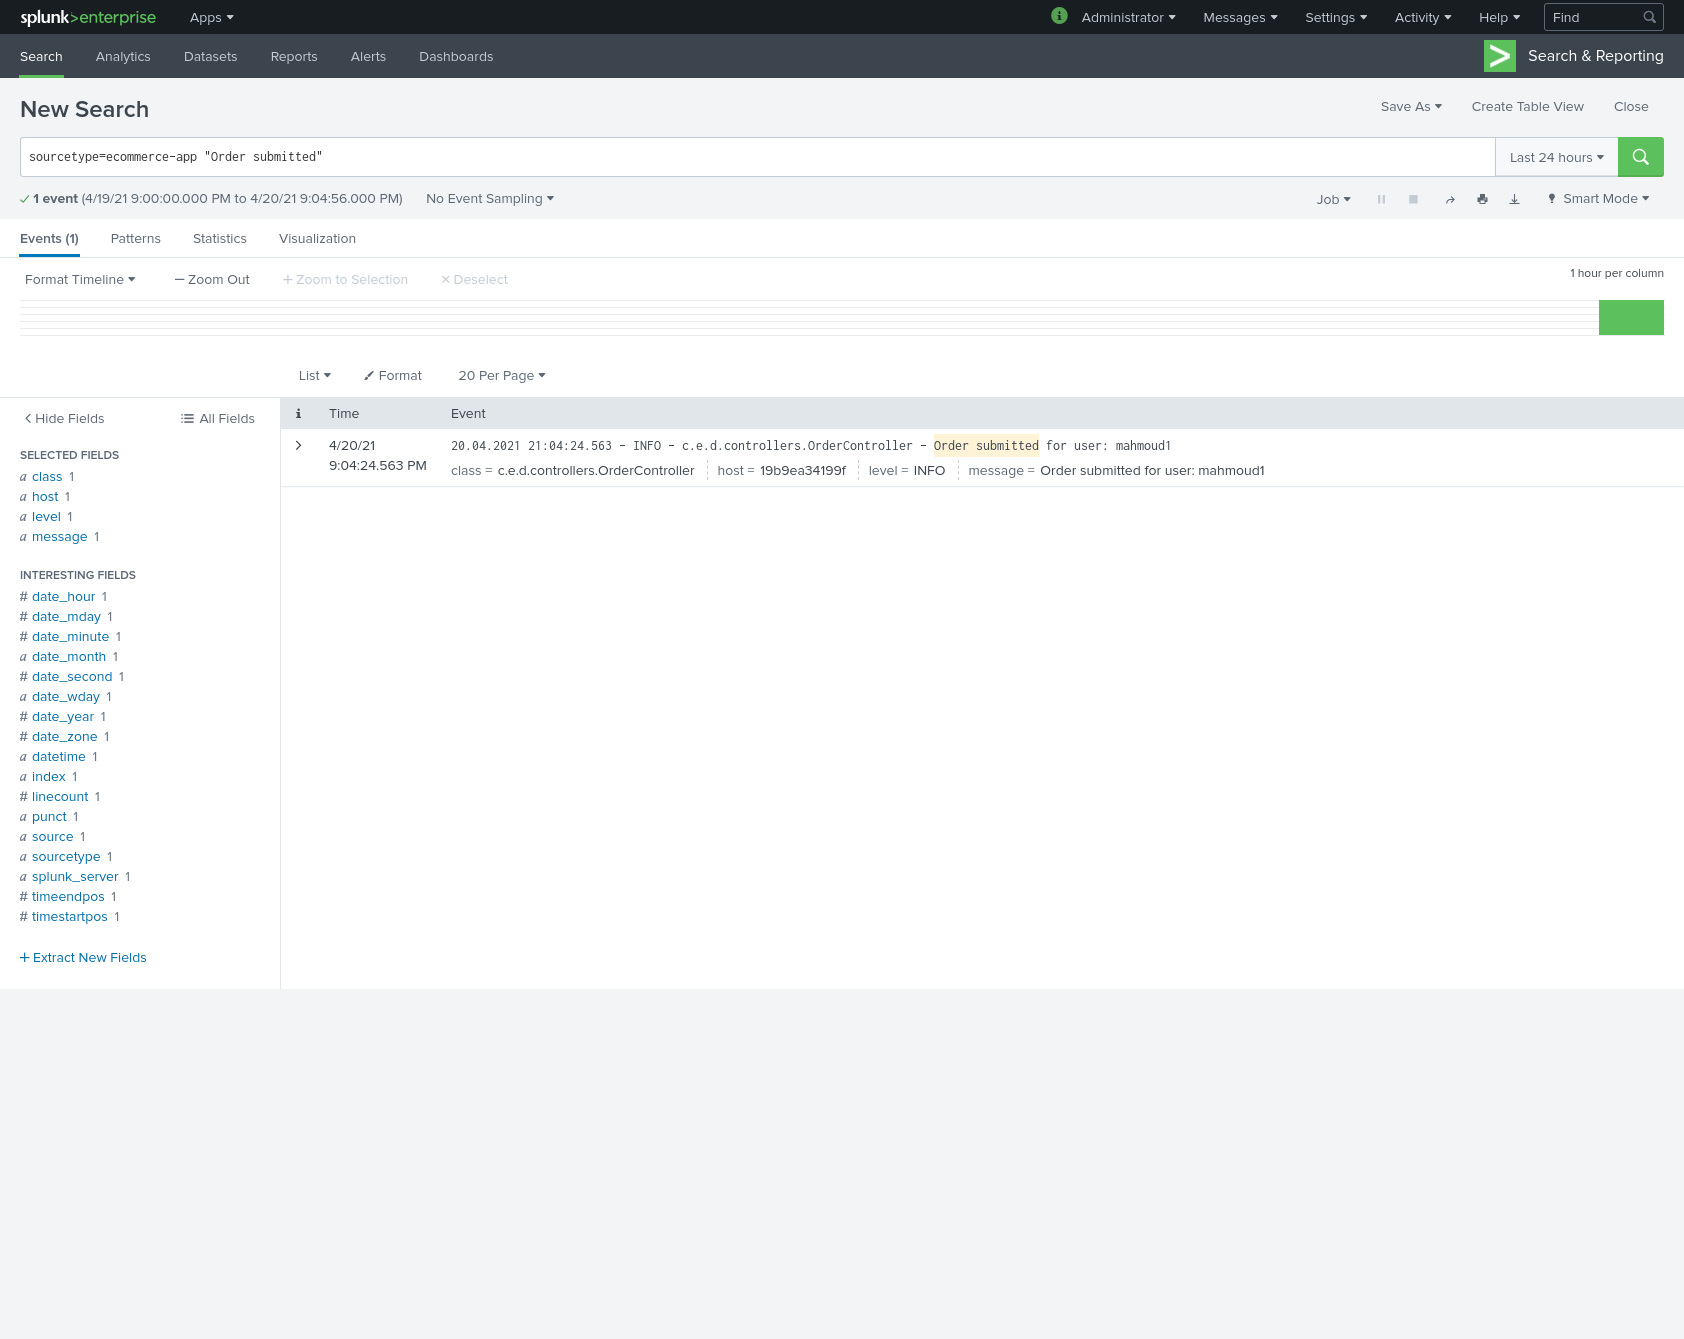 splunk>enterprise Apps Administrator Messages Settings Activity Help Find
Search Analytics Datasets Reports Alerts Dashboards Search & Reporting
New Search Save As Create Table View Close
sourcetype=ecommerce-app "Order submitted" Last 24 hours
1 event (4/19/21 9:00:00.000 PM to 4/20/21 9:04:56.000 PM) No Event Sampling Job Smart Mode
Events (1) Patterns Statistics Visualization
Format Timeline — Zoom Out + Zoom to Selection × Deselect 1 hour per column
List Format 20 Per Page
< Hide Fields All Fields
i Time Event
> 4/20/21 20.04.2021 21:04:24.563 - INFO - c.e.d.controllers.OrderController - Order submitted for user: mahmoud1
9:04:24.563 PM class = c.e.d.controllers.OrderController host = 19b9ea34199f level = INFO message = Order submitted for user: mahmoud1
SELECTED FIELDS
a class 1
a host 1
a level 1
a message 1
INTERESTING FIELDS
# date_hour 1
# date_mday 1
# date_minute 1
a date_month 1
# date_second 1
a date_wday 1
# date_year 1
# date_zone 1
a datetime 1
a index 1
# linecount 1
a punct 1
a source 1
a sourcetype 1
a splunk_server 1
# timeendpos 1
# timestartpos 1
+ Extract New Fields